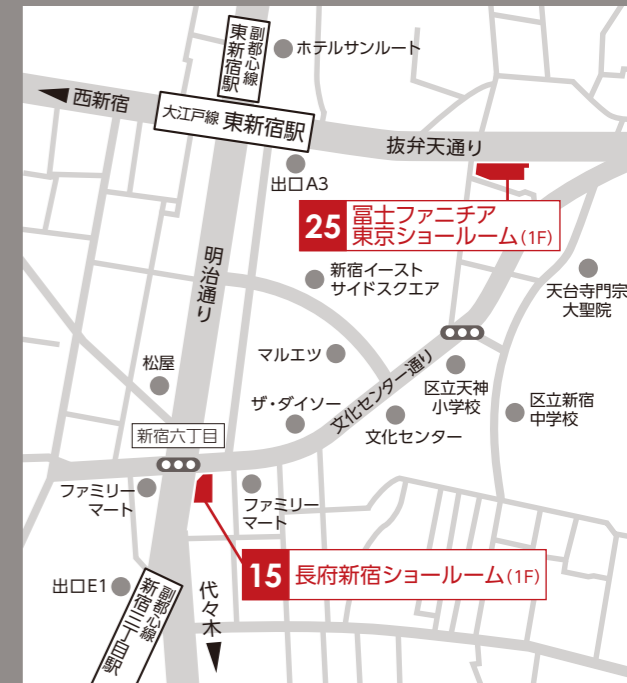 副都心線
東新宿駅
ホテルサンルート
西新宿
大江戸線 東新宿駅
抜弁天通り
出口A3
25 冨士ファニチア
東京ショールーム(1F)
明治通り
新宿イースト
サイドスクエア
天台寺門宗
大聖院
松屋
マルエツ
文化センター通り
区立天神
小学校
区立新宿
中学校
ザ・ダイソー
文化センター
新宿六丁目
ファミリー
マート
ファミリー
マート
15 長府新宿ショールーム(1F)
出口E1
副都心線
新宿三丁目駅
代々木